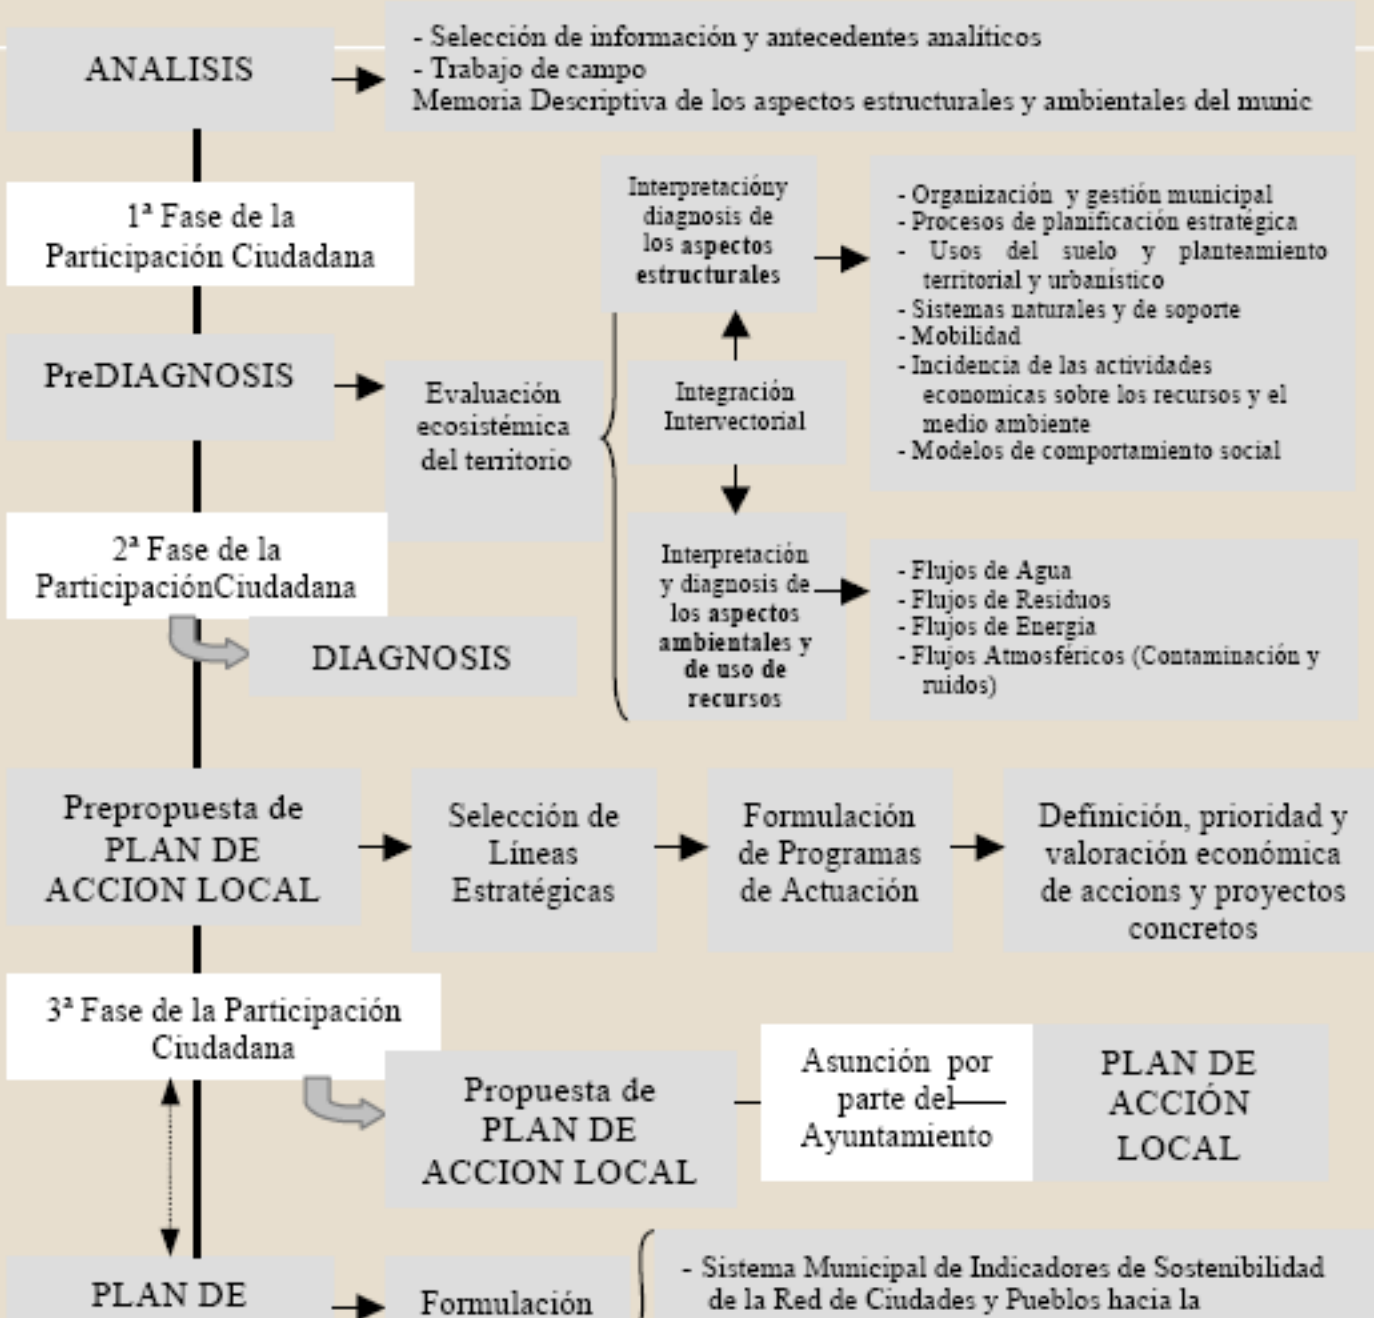 ANALISIS
- Selección de información y antecedentes analíticos
- Trabajo de campo
Memoria Descriptiva de los aspectos estructurales y ambientales del munic
1ª Fase de la
Participación Ciudadana
Interpretacióny
diagnosis de
los aspectos
estructurales
- Organización y gestión municipal
- Procesos de planificación estratégica
- Usos del suelo y planteamiento
territorial y urbanístico
- Sistemas naturales y de soporte
- Mobilidad
- Incidencia de las actividades
economicas sobre los recursos y el
medio ambiente
- Modelos de comportamiento social
PreDIAGNOSIS
Evaluación
ecosistémica
del territorio
Integración
Intervectorial
2ª Fase de la
ParticipaciónCiudadana
DIAGNOSIS
Interpretación
y diagnosis de
los aspectos
ambientales y
de uso de
recursos
- Flujos de Agua
- Flujos de Residuos
- Flujos de Energia
- Flujos Atmosféricos (Contaminación y
ruidos)
Prepropuesta de
PLAN DE
ACCION LOCAL
Selección de
Líneas
Estratégicas
Formulación
de Programas
de Actuación
Definición, prioridad y
valoración económica
de accions y proyectos
concretos
3ª Fase de la Participación
Ciudadana
Propuesta de
PLAN DE
ACCION LOCAL
Asunción por
parte del
Ayuntamiento
PLAN DE
ACCIÓN
LOCAL
PLAN DE
Formulación
- Sistema Municipal de Indicadores de Sostenibilidad
de la Red de Ciudades y Pueblos hacia la